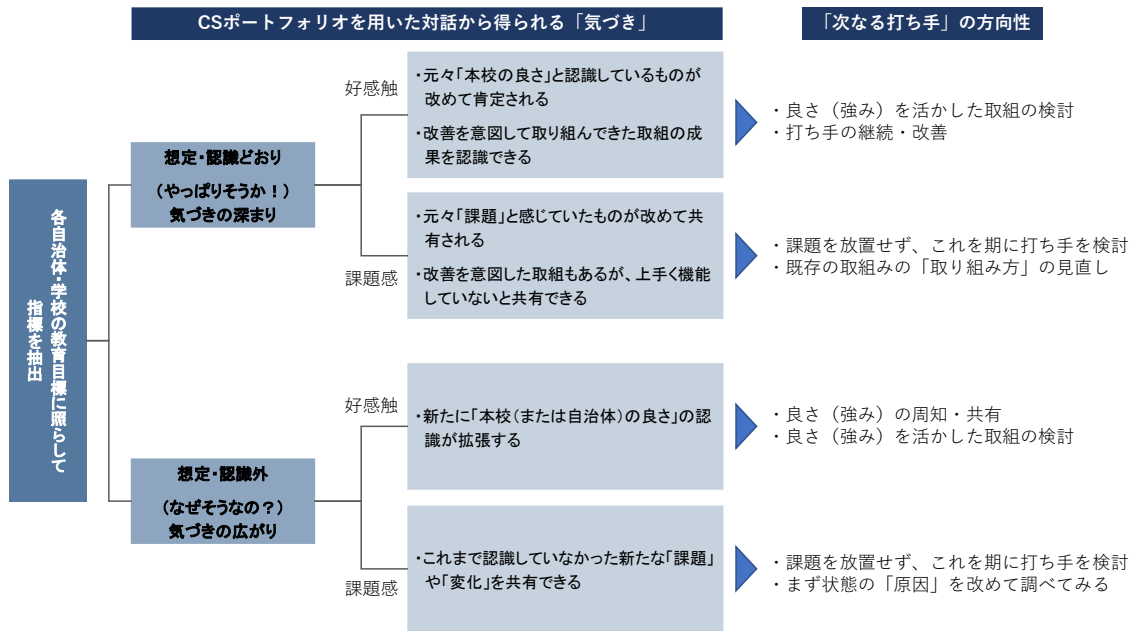 CSポートフォリオを用いた対話から得られる「気づき」
「次なる打ち手」の方向性
各自治体・学校の教育目標に照らして
指標を抽出
想定・認識どおり
（やっぱりそうか！）
気づきの深まり
好感触
・元々「本校の良さ」と認識しているものが
改めて肯定される
・改善を意図して取り組んできた取組の成
果を認識できる
・良さ（強み）を活かした取組の検討
・打ち手の継続・改善
課題感
・元々「課題」と感じていたものが改めて共
有される
・改善を意図した取組もあるが、上手く機能
していないと共有できる
・課題を放置せず、これを期に打ち手を検討
・既存の取組みの「取り組み方」の見直し
想定・認識外
（なぜそうなの？）
気づきの広がり
好感触
・新たに「本校（または自治体）の良さ」の認
識が拡張する
・良さ（強み）の周知・共有
・良さ（強み）を活かした取組の検討
課題感
・これまで認識していなかった新たな「課題」
や「変化」を共有できる
・課題を放置せず、これを期に打ち手を検討
・まず状態の「原因」を改めて調べてみる